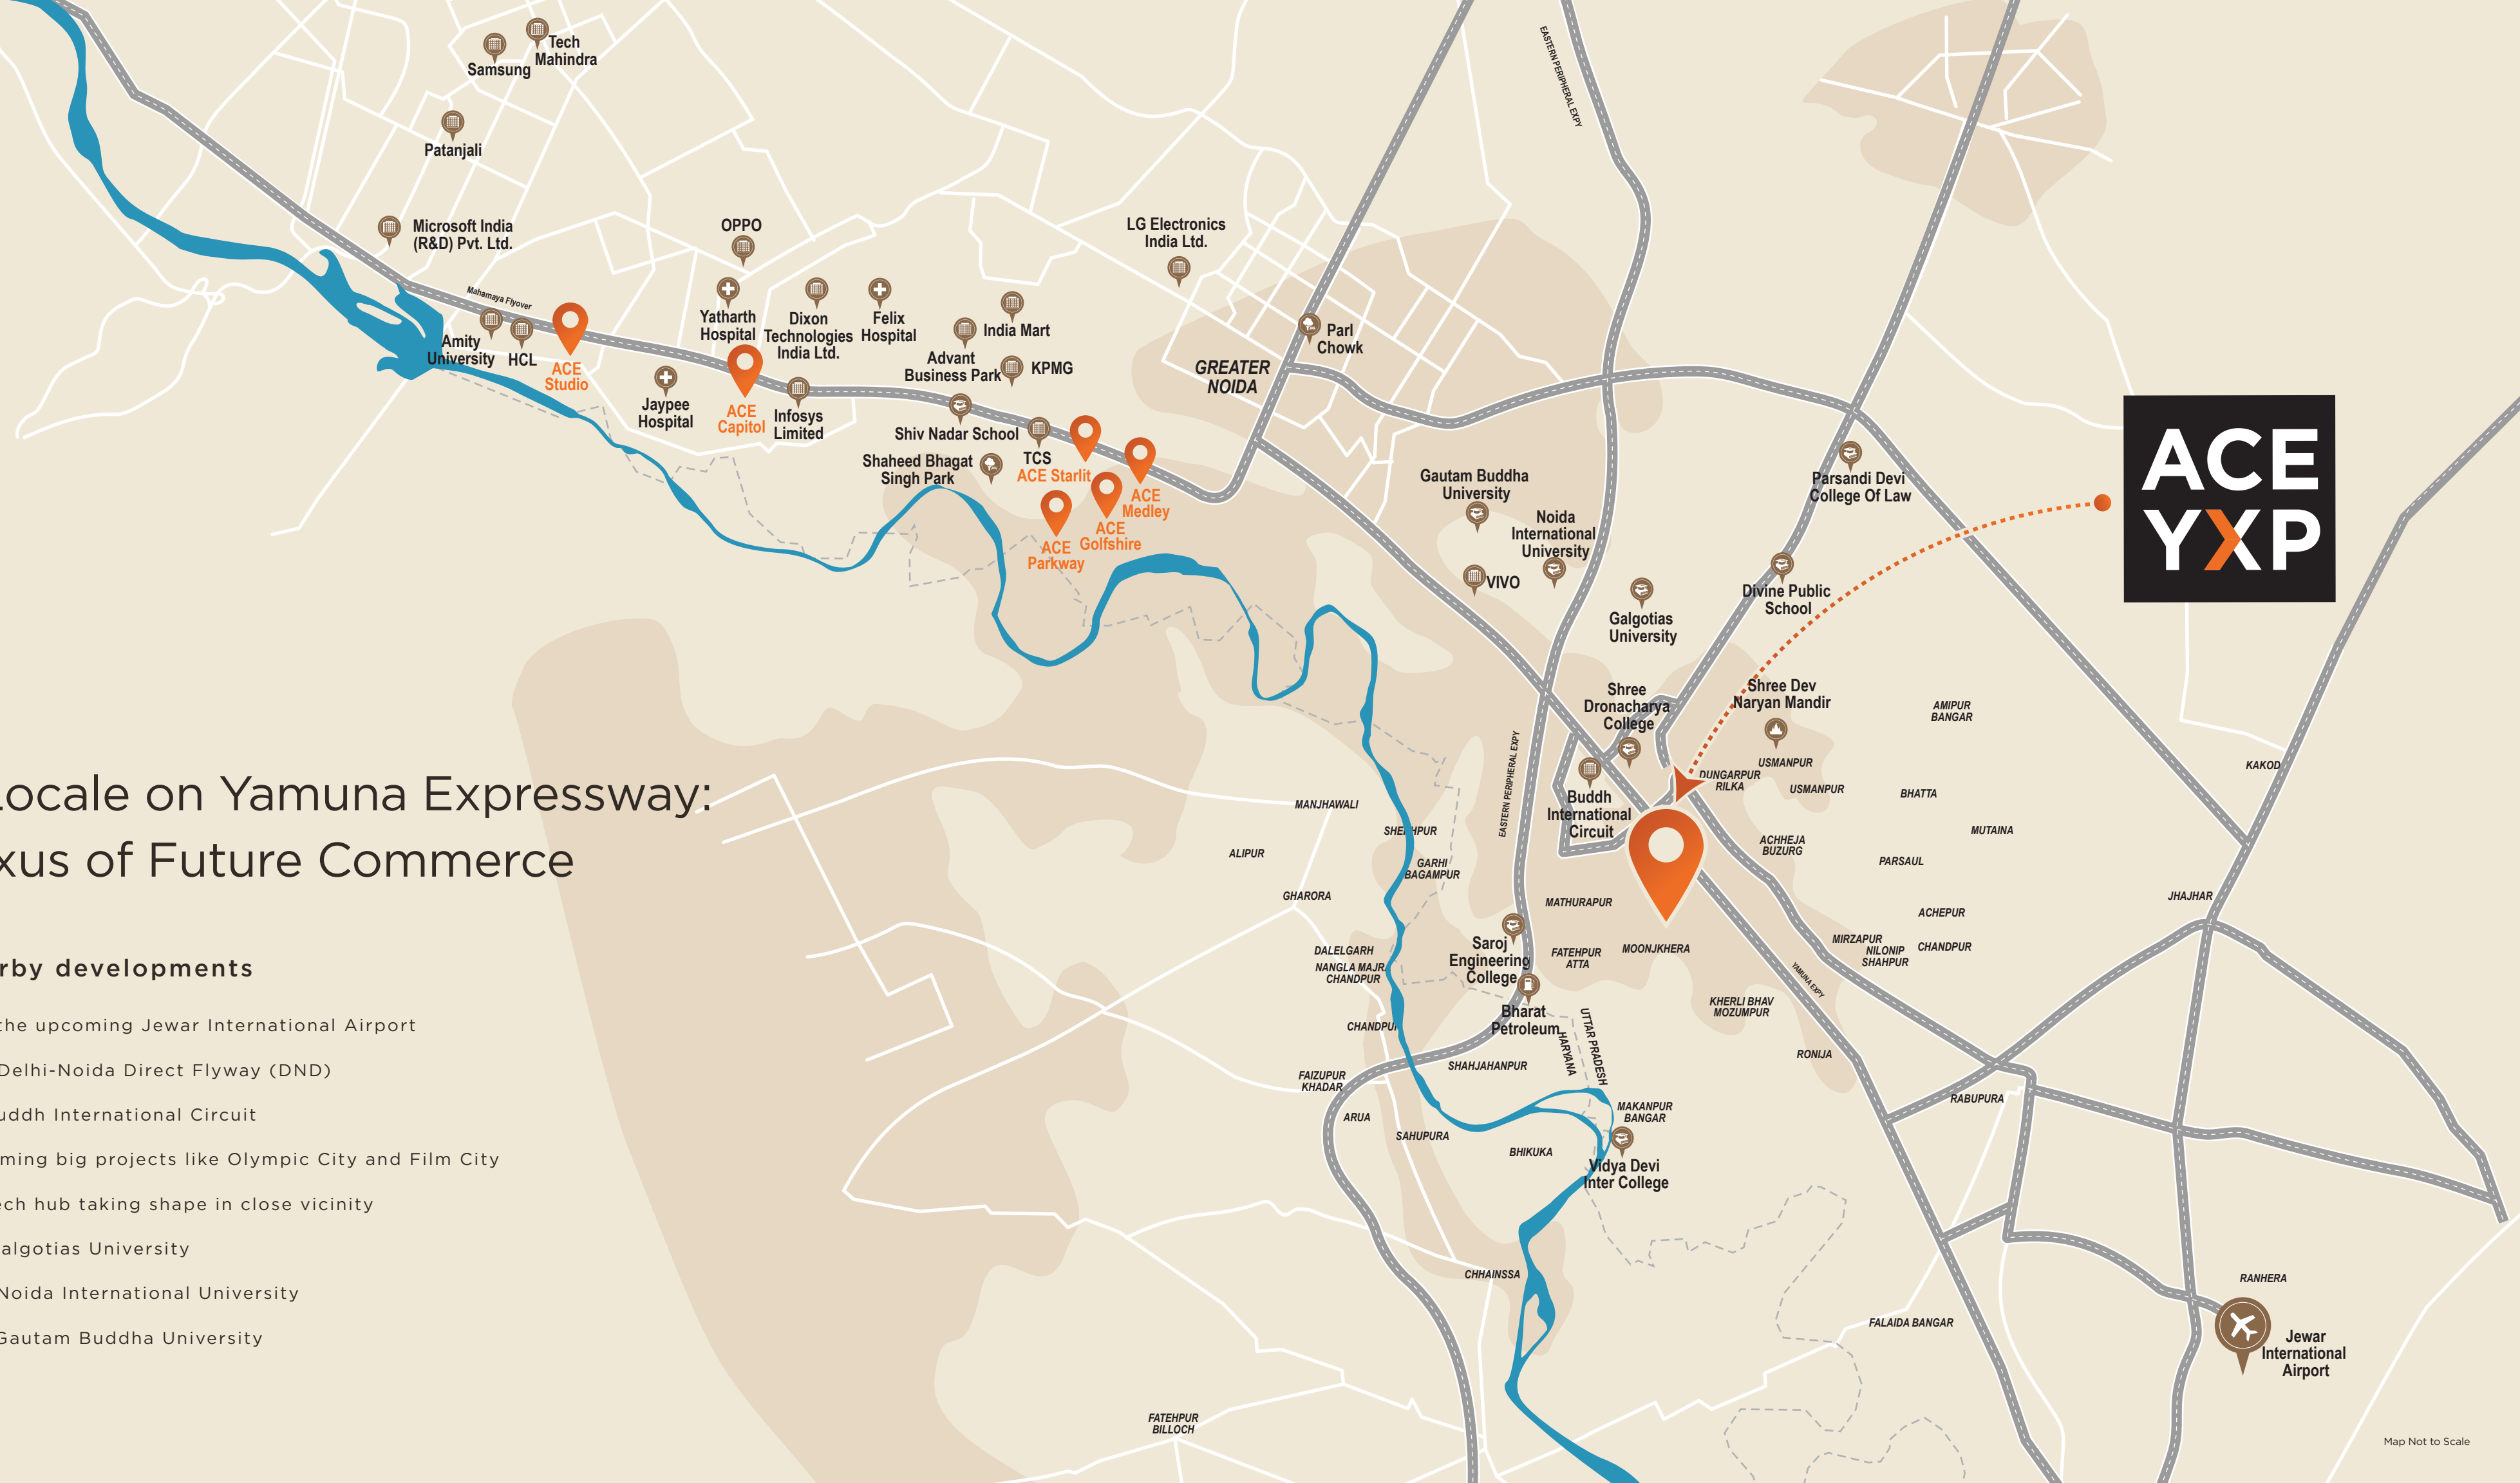 Tech
Mahindra
Samsung
Patanjali
Microsoft India
(R&D) Pvt. Ltd.
Mahamaya Flyover
Amity
University
HCL
ACE
Studio
OPPO
Yatharth
Hospital
Dixon
Technologies
India Ltd.
Felix
Hospital
Jaypee
Hospital
ACE
Capitol
Infosys
Limited
India Mart
Advant
Business Park
KPMG
LG Electronics
India Ltd.
Shiv Nadar School
Shaheed Bhagat
Singh Park
TCS
ACE Starlit
ACE
Medley
ACE
Golfshire
ACE
Parkway
GREATER
NOIDA
Parl
Chowk
EASTERN PERIPHERAL EXPY
Gautam Buddha
University
Noida
International
University
VIVO
Galgotias
University
Parsandi Devi
College Of Law
Divine Public
School
ACE
YXP
Shree
Dronacharya
College
Shree Dev
Naryan Mandir
Buddh
International
Circuit
EASTERN PERIPHERAL EXPY
AMIPUR
BANGAR
USMANPUR
DUNGARPUR
RILKA
USMANPUR
BHATTA
KAKOD
MUTAINA
ACHHEJA
BUZURG
PARSAUL
JHAJHAR
ACHEPUR
MIRZAPUR
NILONIP
SHAHPUR
CHANDPUR
Locale on Yamuna Expressway:
xus of Future Commerce
rby developments
the upcoming Jewar International Airport
Delhi-Noida Direct Flyway (DND)
uddh International Circuit
ming big projects like Olympic City and Film City
ech hub taking shape in close vicinity
algotias University
Noida International University
Gautam Buddha University
MANJHAWALI
ALIPUR
GARHI
BAGAMPUR
GHARORA
DALELGARH
CHANDPUR
MATHURAPUR
Saroj
Engineering
College
FATEHPUR
ATTA
MOONJKHERA
Bharat
Petroleum
HARYANA
UTTAR PRADESH
YAMUNA EXPY
KHERLI BHAV
MOZUMPUR
RONIJA
SHAHJAHANPUR
FAIZUPUR
KHADAR
ARUA
SAHUPURA
MAKANPUR
BANGAR
BHIKUKA
Vidya Devi
Inter College
RABUPURA
CHHAINSSA
FALAIDA BANGAR
RANHERA
Jewar
International
Airport
FATEHPUR
BILLOCH
Map Not to Scale